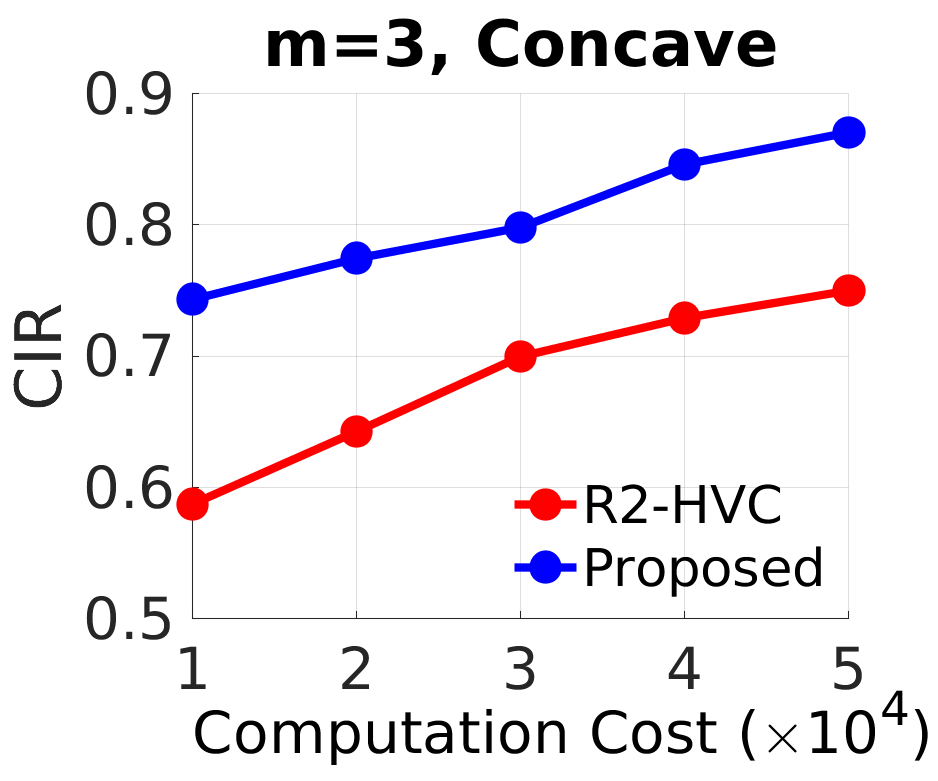 m=3, Concave
0.9
0.8
0.7
0.6
0.5
CIR
R2-HVC
Proposed
1 2 3 4 5
Computation Cost (×10⁴)